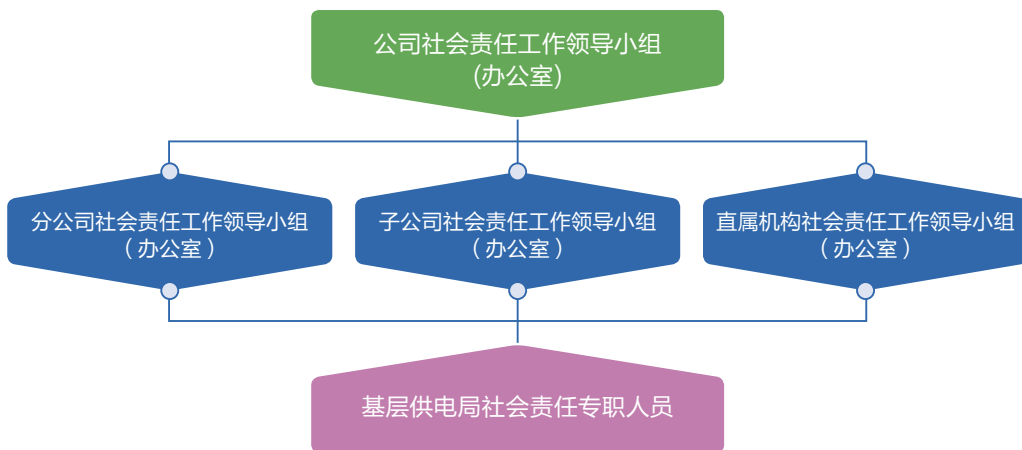 公司社会责任工作领导小组
(办公室)
分公司社会责任工作领导小组
（办公室）
子公司社会责任工作领导小组
（办公室）
直属机构社会责任工作领导小组
（办公室）
基层供电局社会责任专职人员